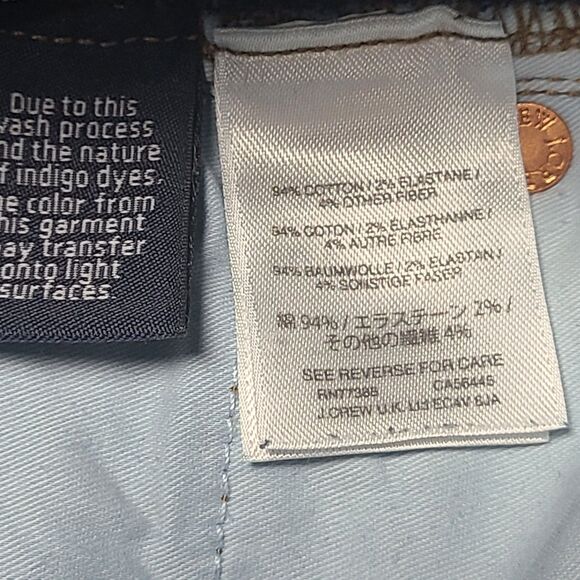 Due to this
wash process
and the nature
of indigo dyes,
the color from
this garment
may transfer
onto light
surfaces.
94% COTTON / 2% ELASTANE /
4% OTHER FIBER
94% COTON / 2% ÉLASTHANNE /
4% AUTRE FIBRE
94% BAUMWOLLE / 2% ELASTAN /
4% SONSTIGE FASER
綿 94% / エラステーン 2% /
その他の繊維 4%
SEE REVERSE FOR CARE
RN77388 CA56445
J.CREW U.K. Ltd EC4V 6JA